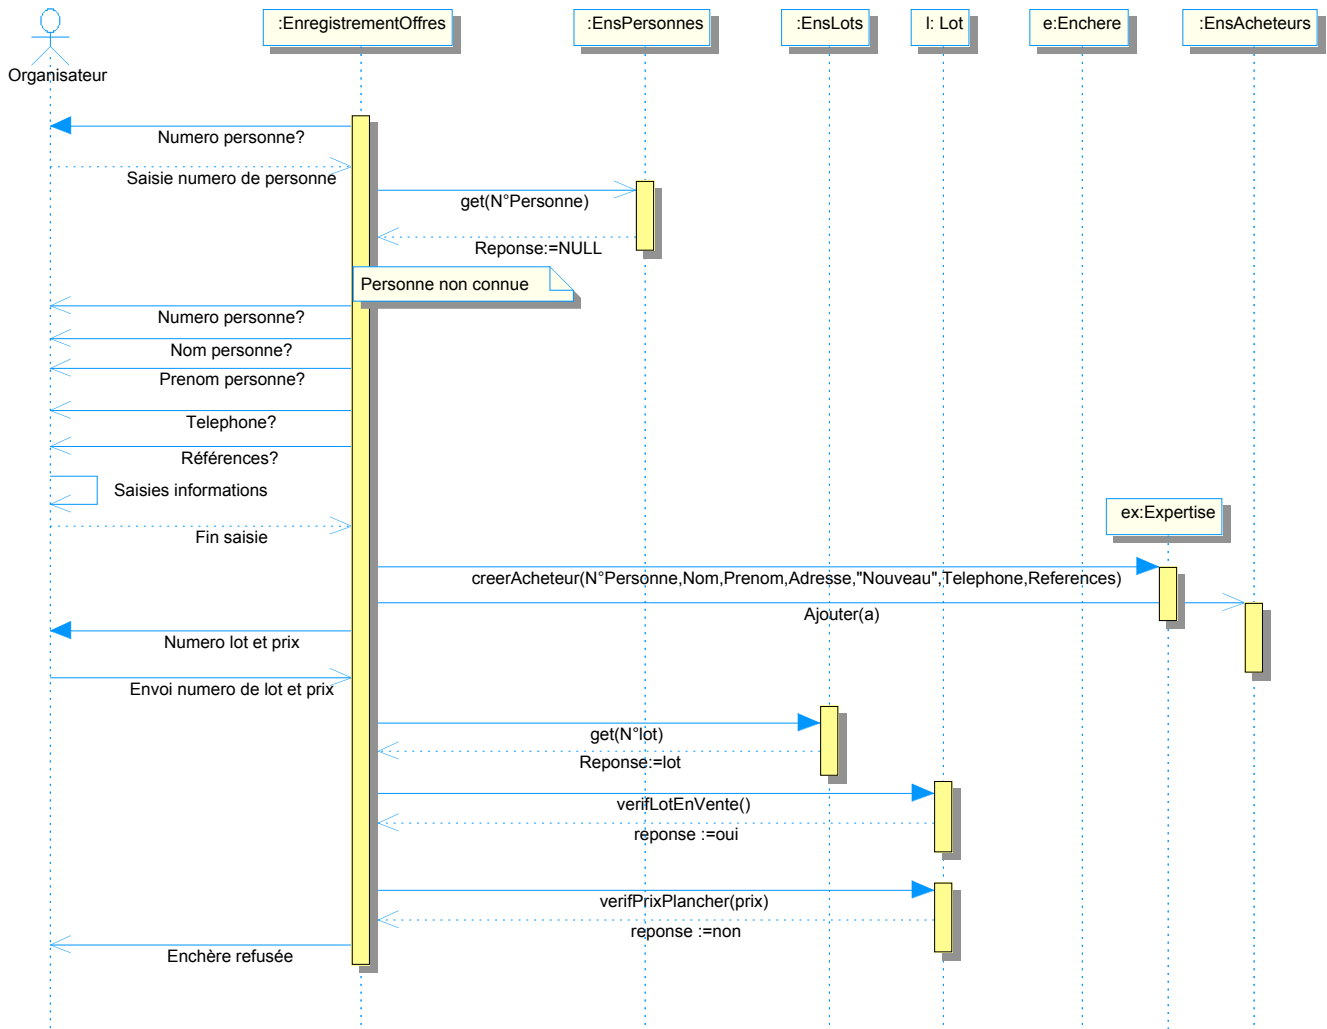 Organisateur
:EnregistrementOffres
:EnsPersonnes
:EnsLots
l: Lot
e:Enchere
:EnsAcheteurs
Numero personne?
Saisie numero de personne
get(N°Personne)
Reponse:=NULL
Personne non connue
Numero personne?
Nom personne?
Prenom personne?
Telephone?
Références?
Saisies informations
ex:Expertise
Fin saisie
creerAcheteur(N°Personne,Nom,Prenom,Adresse,"Nouveau",Telephone,References)
Ajouter(a)
Numero lot et prix
Envoi numero de lot et prix
get(N°lot)
Reponse:=lot
verifLotEnVente()
reponse :=oui
verifPrixPlancher(prix)
reponse :=non
Enchère refusée